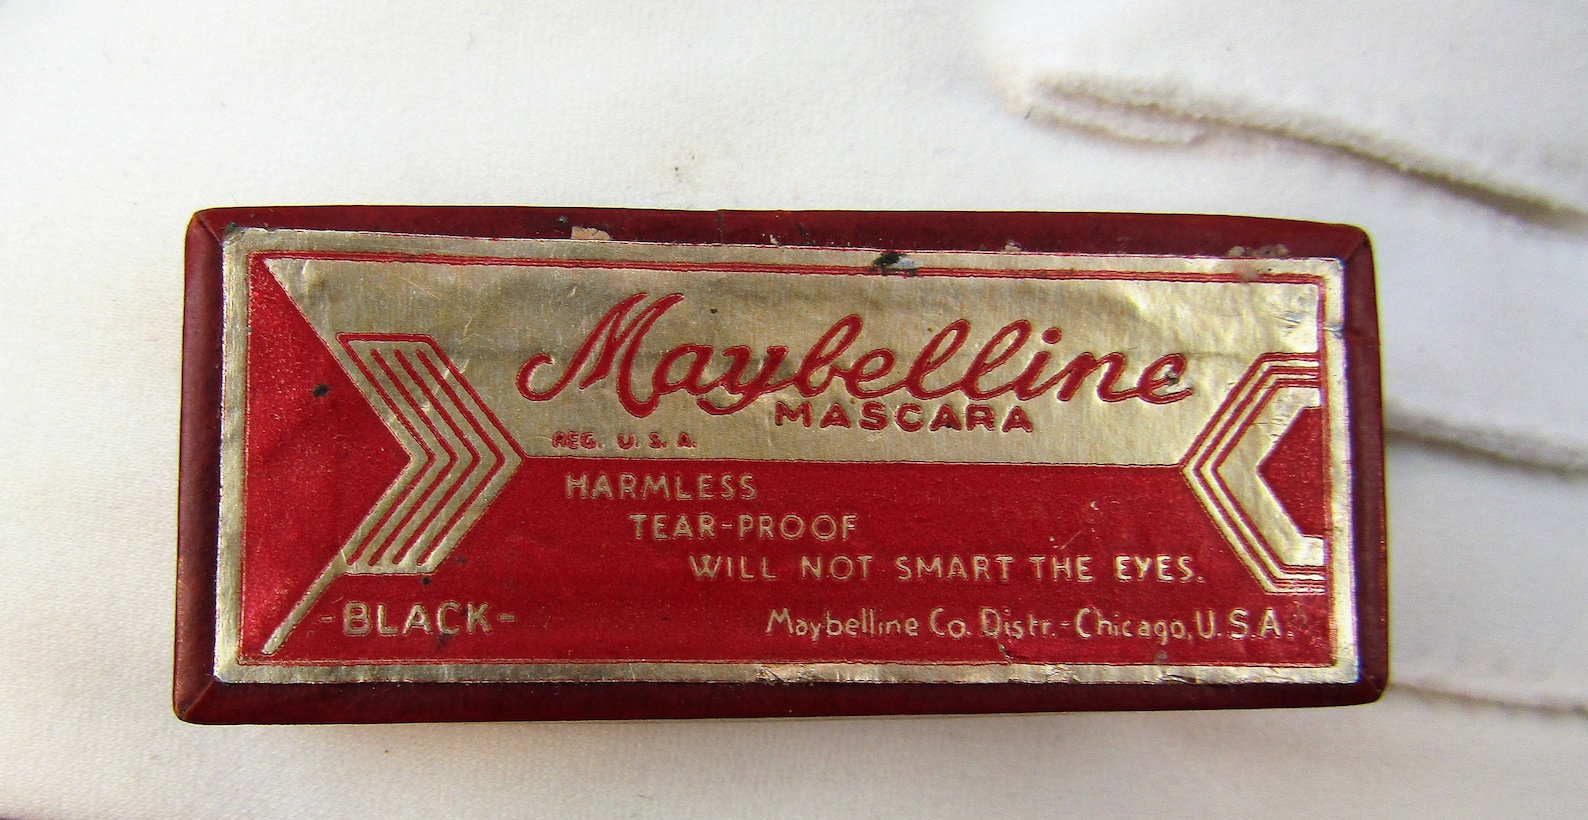 Maybelline
MASCARA
REG. U.S.A.
HARMLESS
TEAR-PROOF
WILL NOT SMART THE EYES.
-BLACK-
Maybelline Co. Distr.-Chicago, U.S.A.